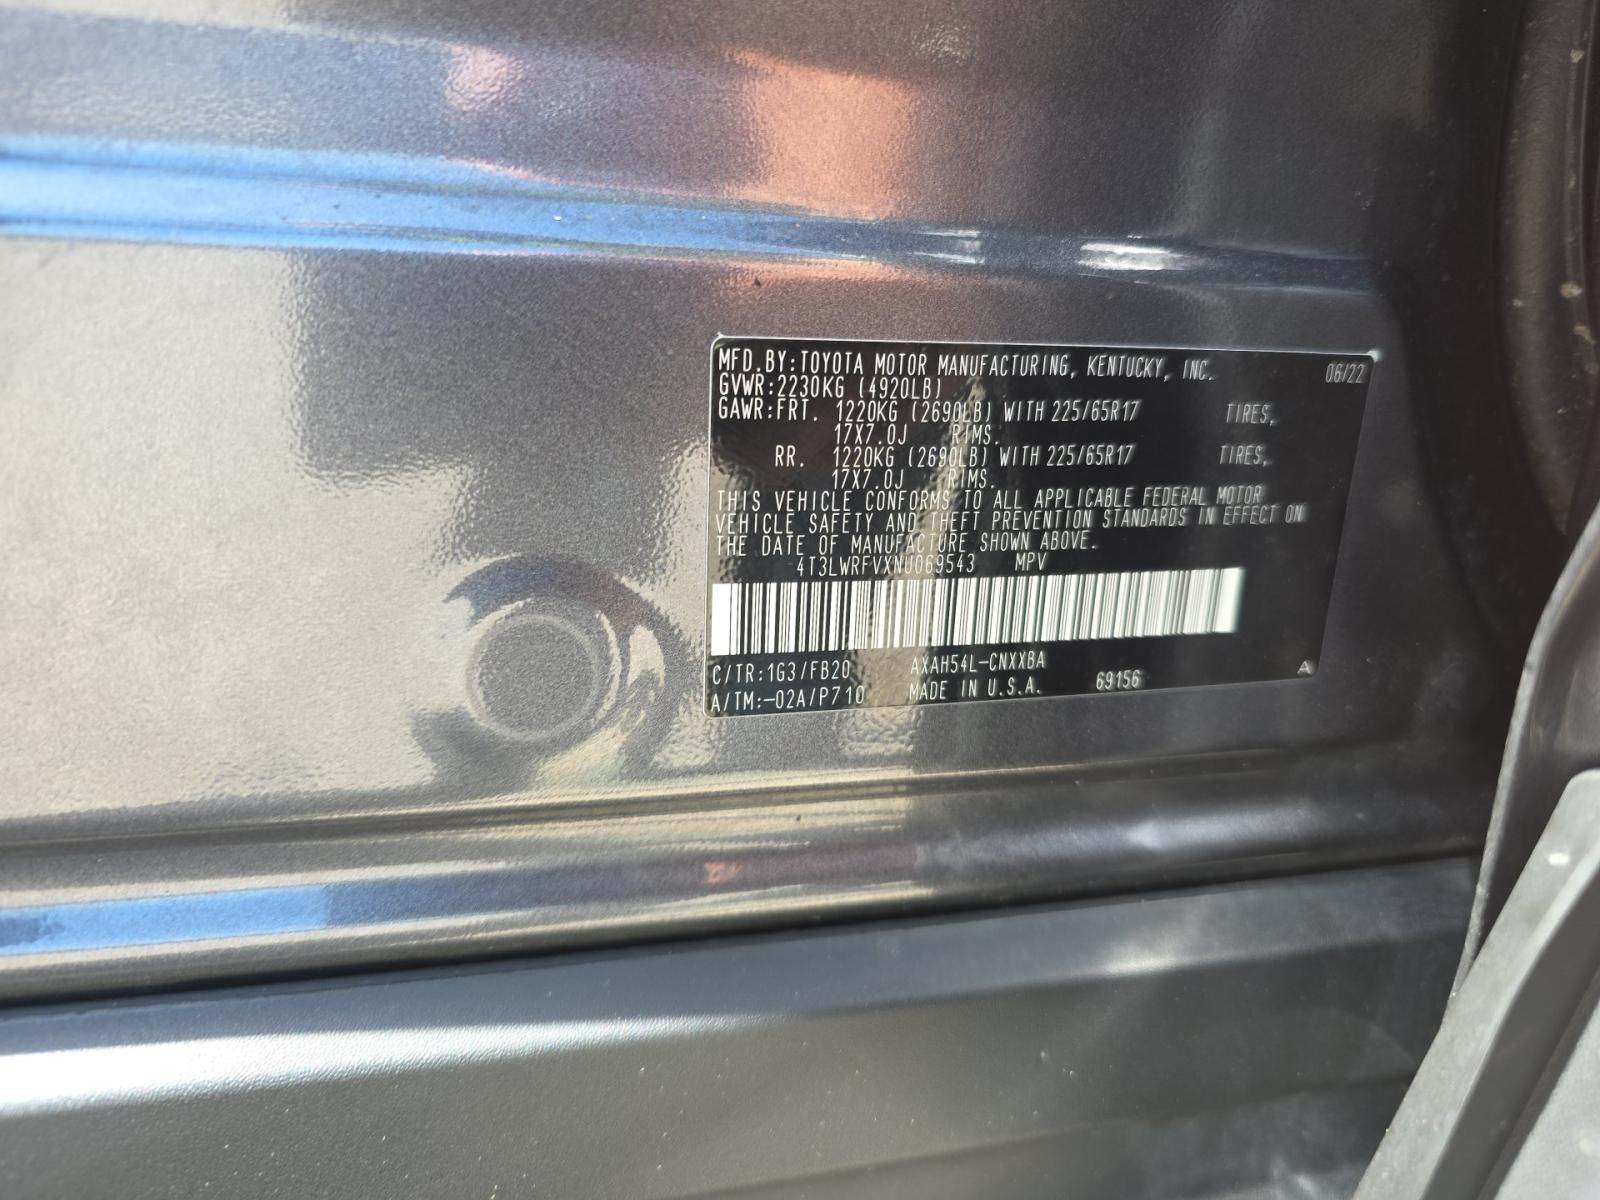 MFD.BY:TOYOTA MOTOR MANUFACTURING, KENTUCKY, INC. 06/22
GVWR:2230KG (4920LB)
GAWR:FRT. 1220KG (2690LB) WITH 225/65R17 TIRES,
17X7.0J RIMS.
RR. 1220KG (2690LB) WITH 225/65R17 TIRES,
17X7.0J RIMS.
THIS VEHICLE CONFORMS TO ALL APPLICABLE FEDERAL MOTOR
VEHICLE SAFETY AND THEFT PREVENTION STANDARDS IN EFFECT ON
THE DATE OF MANUFACTURE SHOWN ABOVE.
4T3LWRFVXNU069543 MPV
C/TR:1G3/FB20 AXAH54L-CNXXBA
A/TM:-02A/P710 MADE IN U.S.A. 69156 A